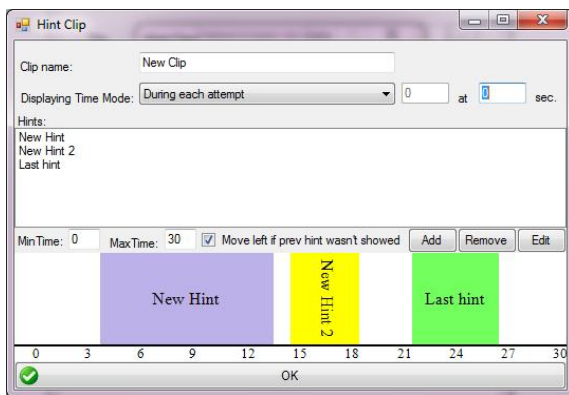 Hint Clip
Clip name: New Clip
Displaying Time Mode: During each attempt 0 at 0 sec.
Hints:
New Hint
New Hint 2
Last hint
MinTime: 0 MaxTime: 30 Move left if prev hint wasn't showed Add Remove Edit
New Hint New Hint 2 Last hint
0 3 6 9 12 15 18 21 24 27 30
OK